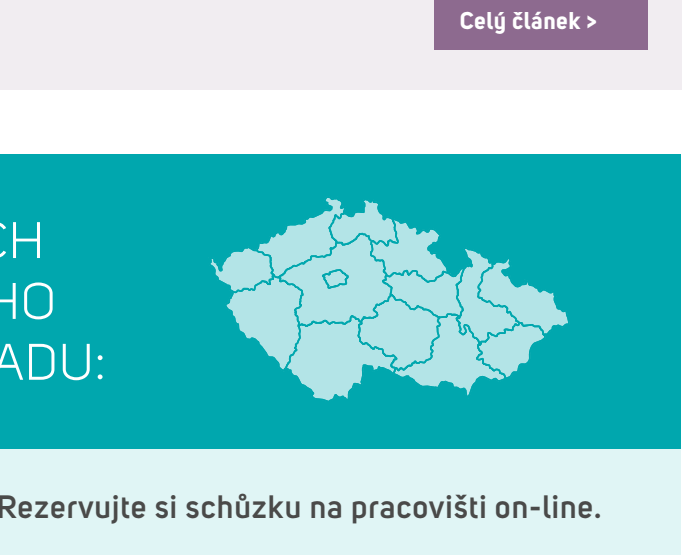 Celý článek >
CH
HO
ADU:
Rezervujte si schůzku na pracovišti on-line.